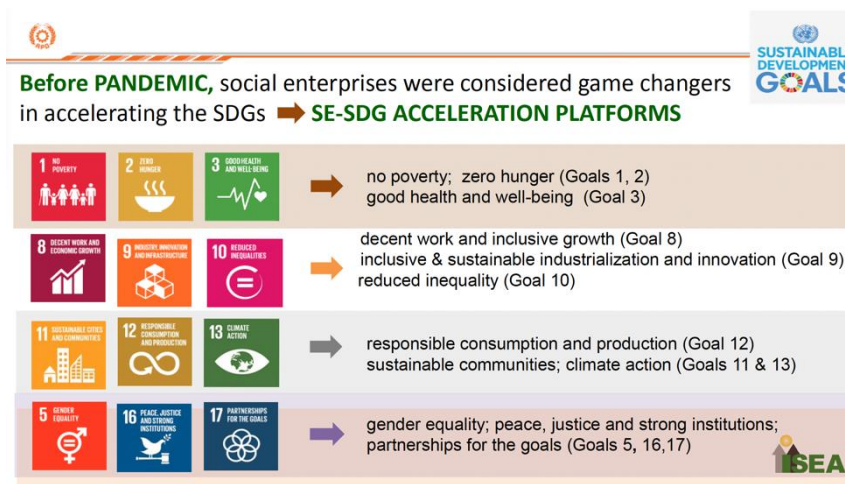 SUSTAINABLE
DEVELOPMENT
GOALS
Before PANDEMIC, social enterprises were considered game changers
in accelerating the SDGs SE-SDG ACCELERATION PLATFORMS
1 NO
POVERTY
2 ZERO
HUNGER
3 GOOD HEALTH
AND WELL-BEING
no poverty; zero hunger (Goals 1, 2)
good health and well-being (Goal 3)
8 DECENT WORK AND
ECONOMIC GROWTH
9 INDUSTRY, INNOVATION
AND INFRASTRUCTURE
10 REDUCED
INEQUALITIES
decent work and inclusive growth (Goal 8)
inclusive & sustainable industrialization and innovation (Goal 9)
reduced inequality (Goal 10)
11 SUSTAINABLE CITIES
AND COMMUNITIES
12 RESPONSIBLE
CONSUMPTION
AND PRODUCTION
13 CLIMATE
ACTION
responsible consumption and production (Goal 12)
sustainable communities; climate action (Goals 11 & 13)
5 GENDER
EQUALITY
16 PEACE, JUSTICE
AND STRONG
INSTITUTIONS
17 PARTNERSHIPS
FOR THE GOALS
gender equality; peace, justice and strong institutions;
partnerships for the goals (Goals 5, 16,17)
ISEA